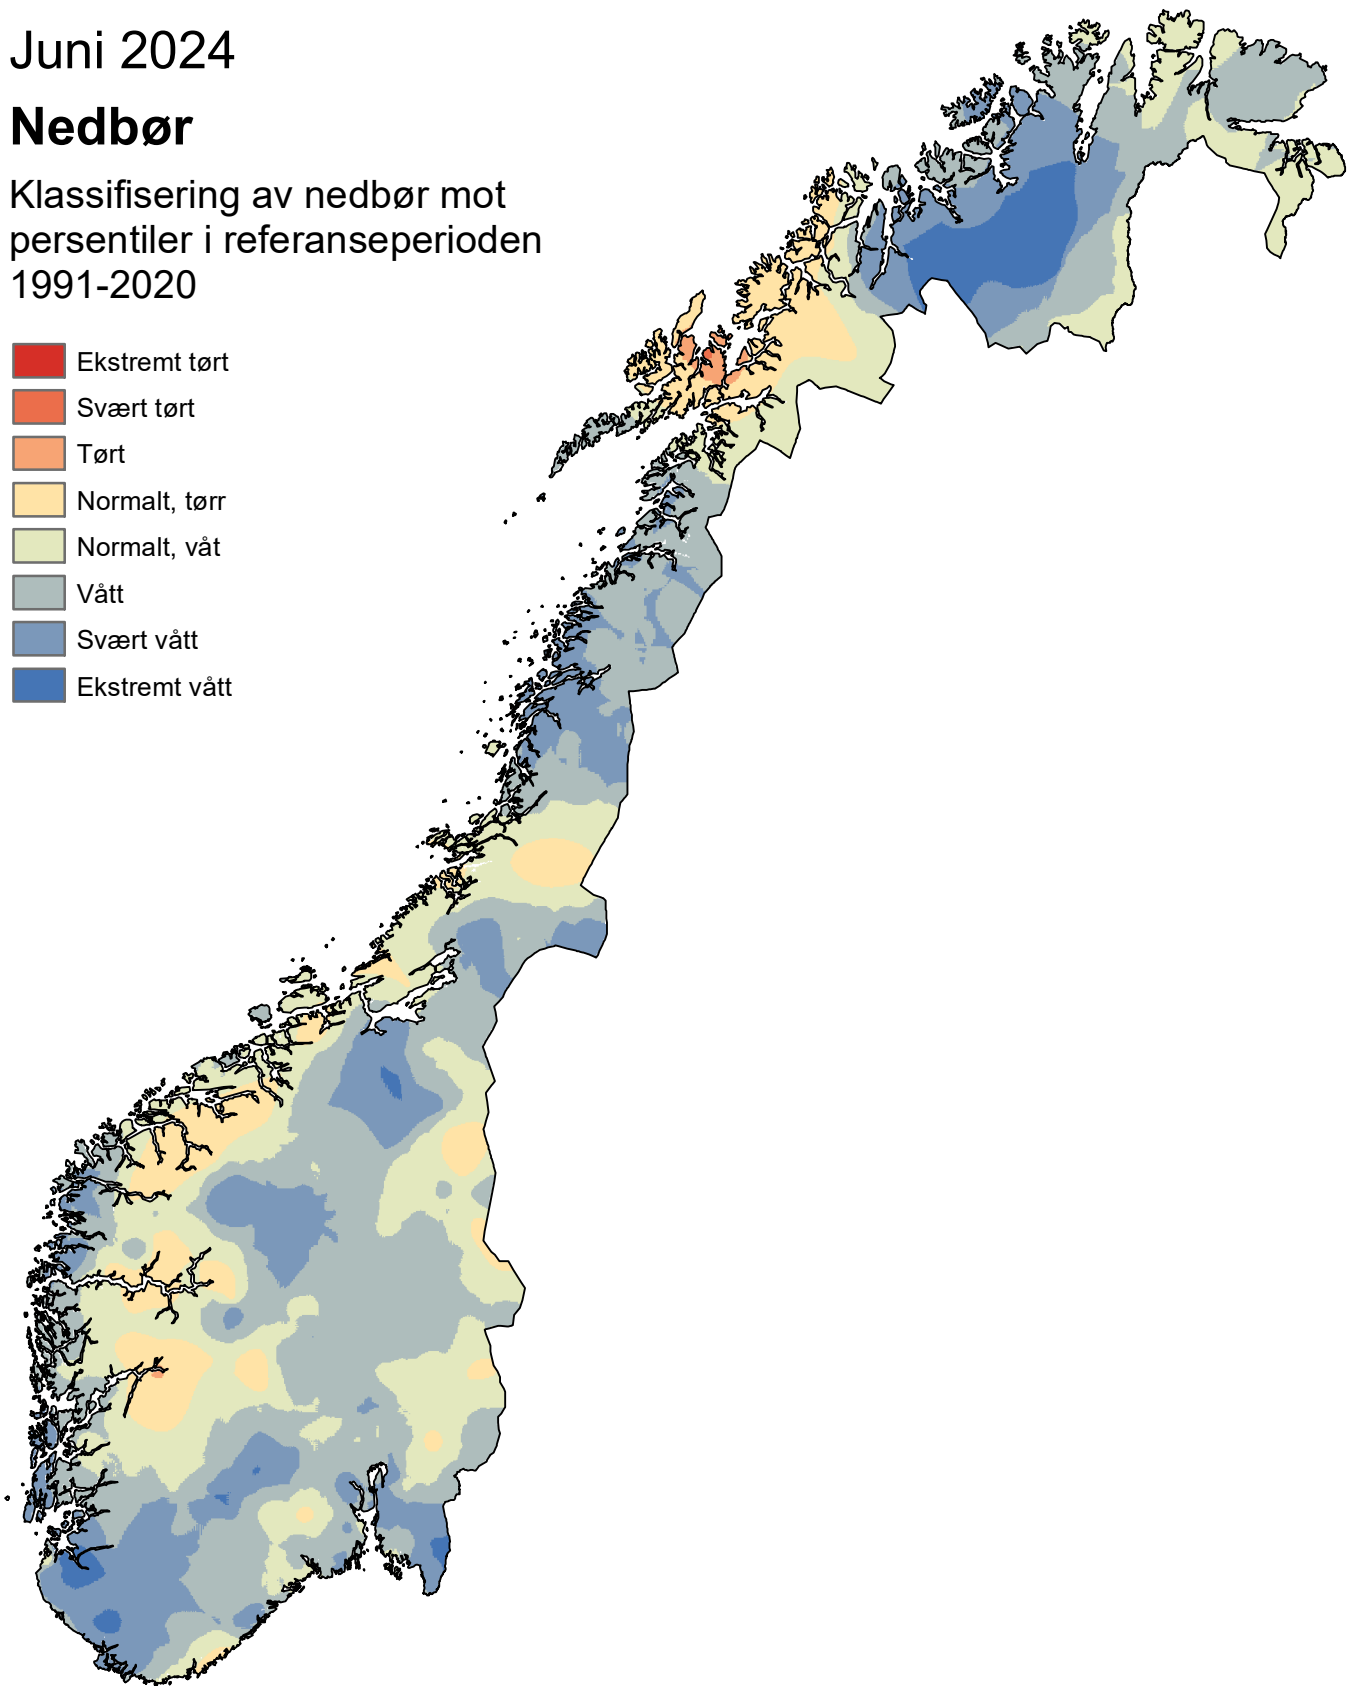 Juni 2024
Nedbør
Klassifisering av nedbør mot
persentiler i referanseperioden
1991-2020
Ekstremt tørt
Svært tørt
Tørt
Normalt, tørr
Normalt, våt
Vått
Svært vått
Ekstremt vått